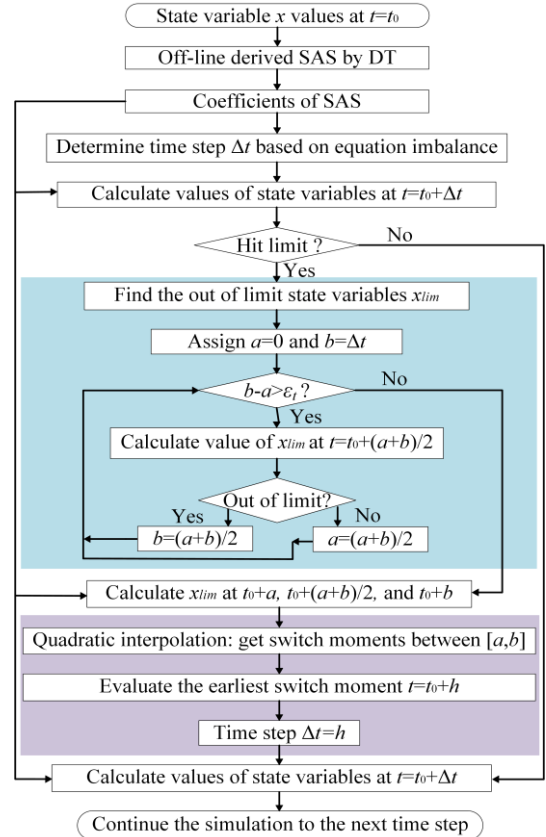 State variable x values at t=t₀
Off-line derived SAS by DT
Coefficients of SAS
Determine time step Δt based on equation imbalance
Calculate values of state variables at t=t₀+Δt
Hit limit ?
No
Yes
Find the out of limit state variables xₗᵢₘ
Assign a=0 and b=Δt
b-a>εₜ?
No
Yes
Calculate value of xₗᵢₘ at t=t₀+(a+b)/2
Out of limit?
Yes
No
b=(a+b)/2
a=(a+b)/2
Calculate xₗᵢₘ at t₀+a, t₀+(a+b)/2, and t₀+b
Quadratic interpolation: get switch moments between [a,b]
Evaluate the earliest switch moment t=t₀+h
Time step Δt=h
Calculate values of state variables at t=t₀+Δt
Continue the simulation to the next time step